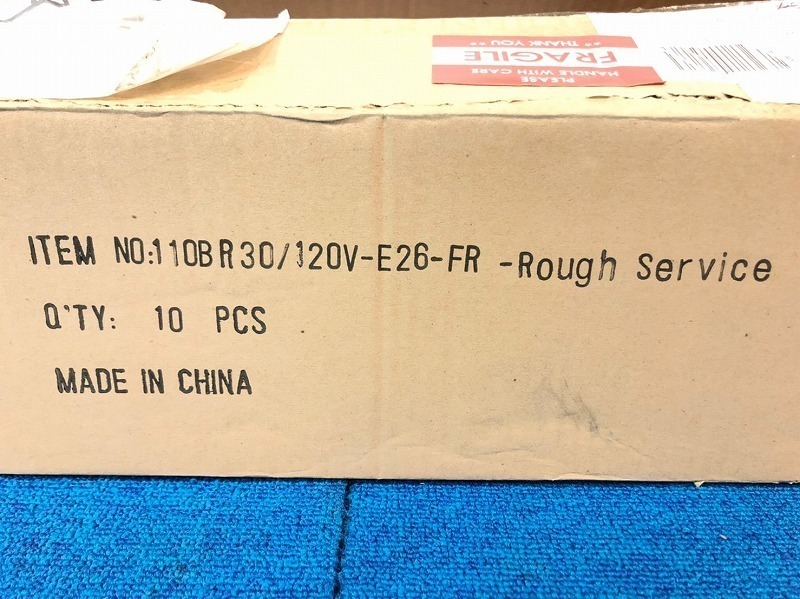 PLEASE
HANDLE WITH CARE
FRAGILE
** THANK YOU **
ITEM NO:110BR30/120V-E26-FR -Rough Service
Q'TY: 10 PCS
MADE IN CHINA